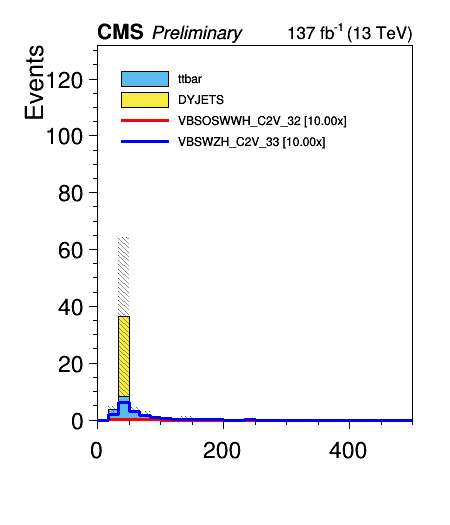 CMS Preliminary 137 fb-1 (13 TeV)
Events
ttbar
DYJETS
VBSOSWWH_C2V_32 [10.00x]
VBSWZH_C2V_33 [10.00x]
120
100
80
60
40
20
0
0 200 400